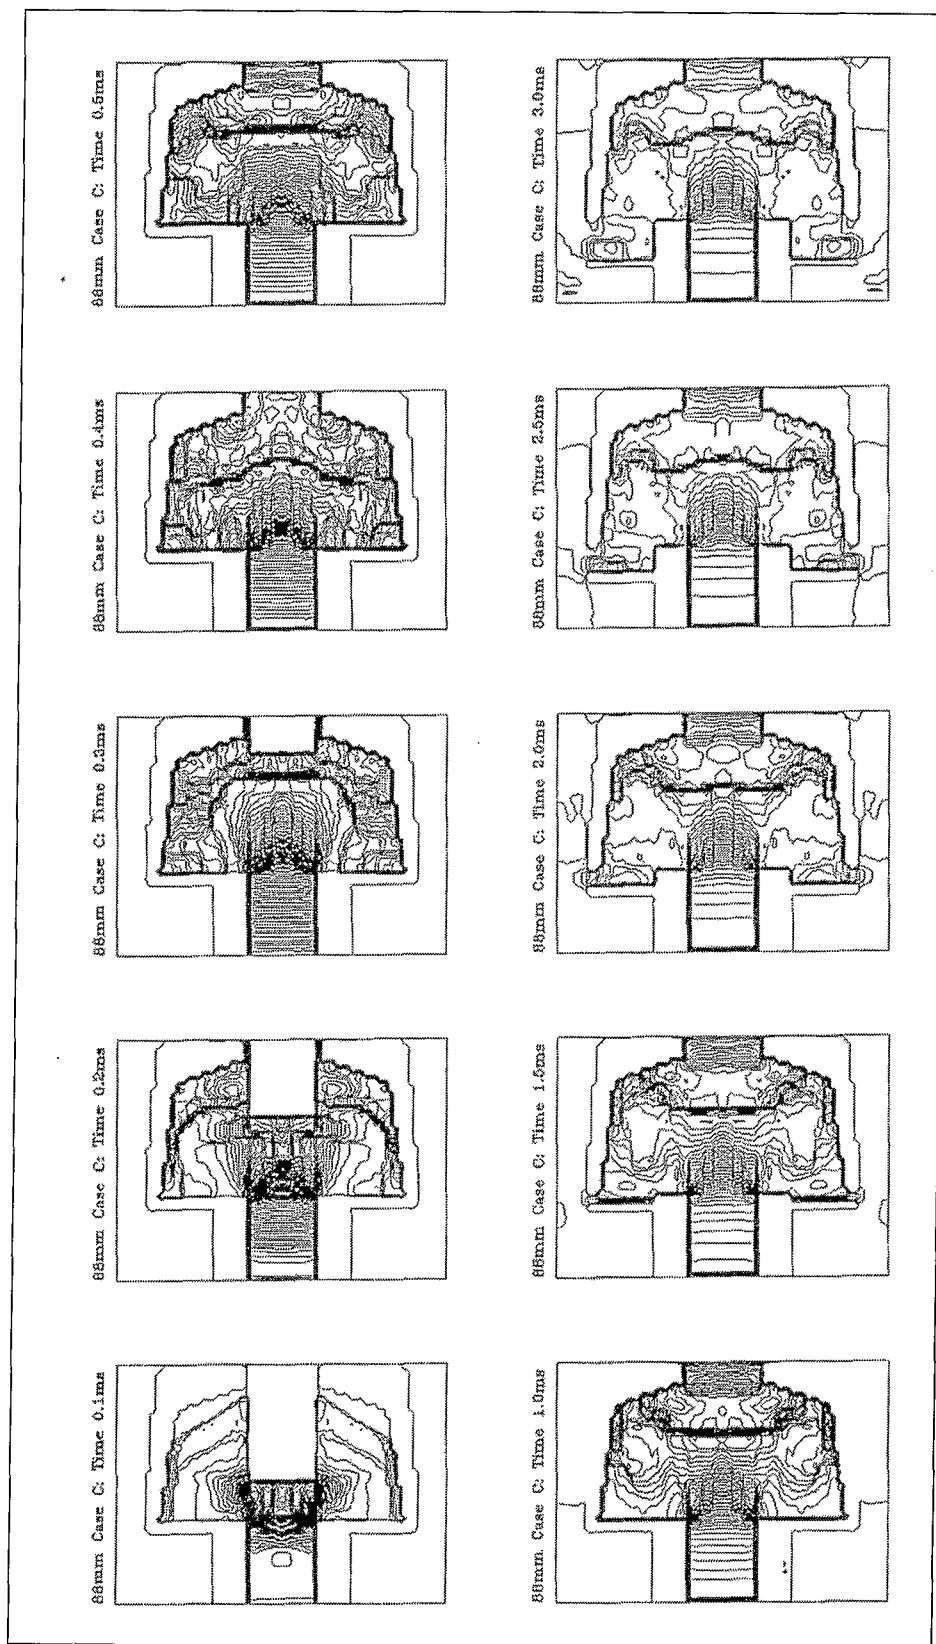 88mm Case C: Time 0.1ms
88mm Case C: Time 0.2ms
88mm Case C: Time 0.3ms
88mm Case C: Time 0.4ms
88mm Case C: Time 0.5ms
88mm Case C: Time 1.0ms
88mm Case C: Time 1.5ms
88mm Case C: Time 2.0ms
88mm Case C: Time 2.5ms
88mm Case C: Time 3.0ms